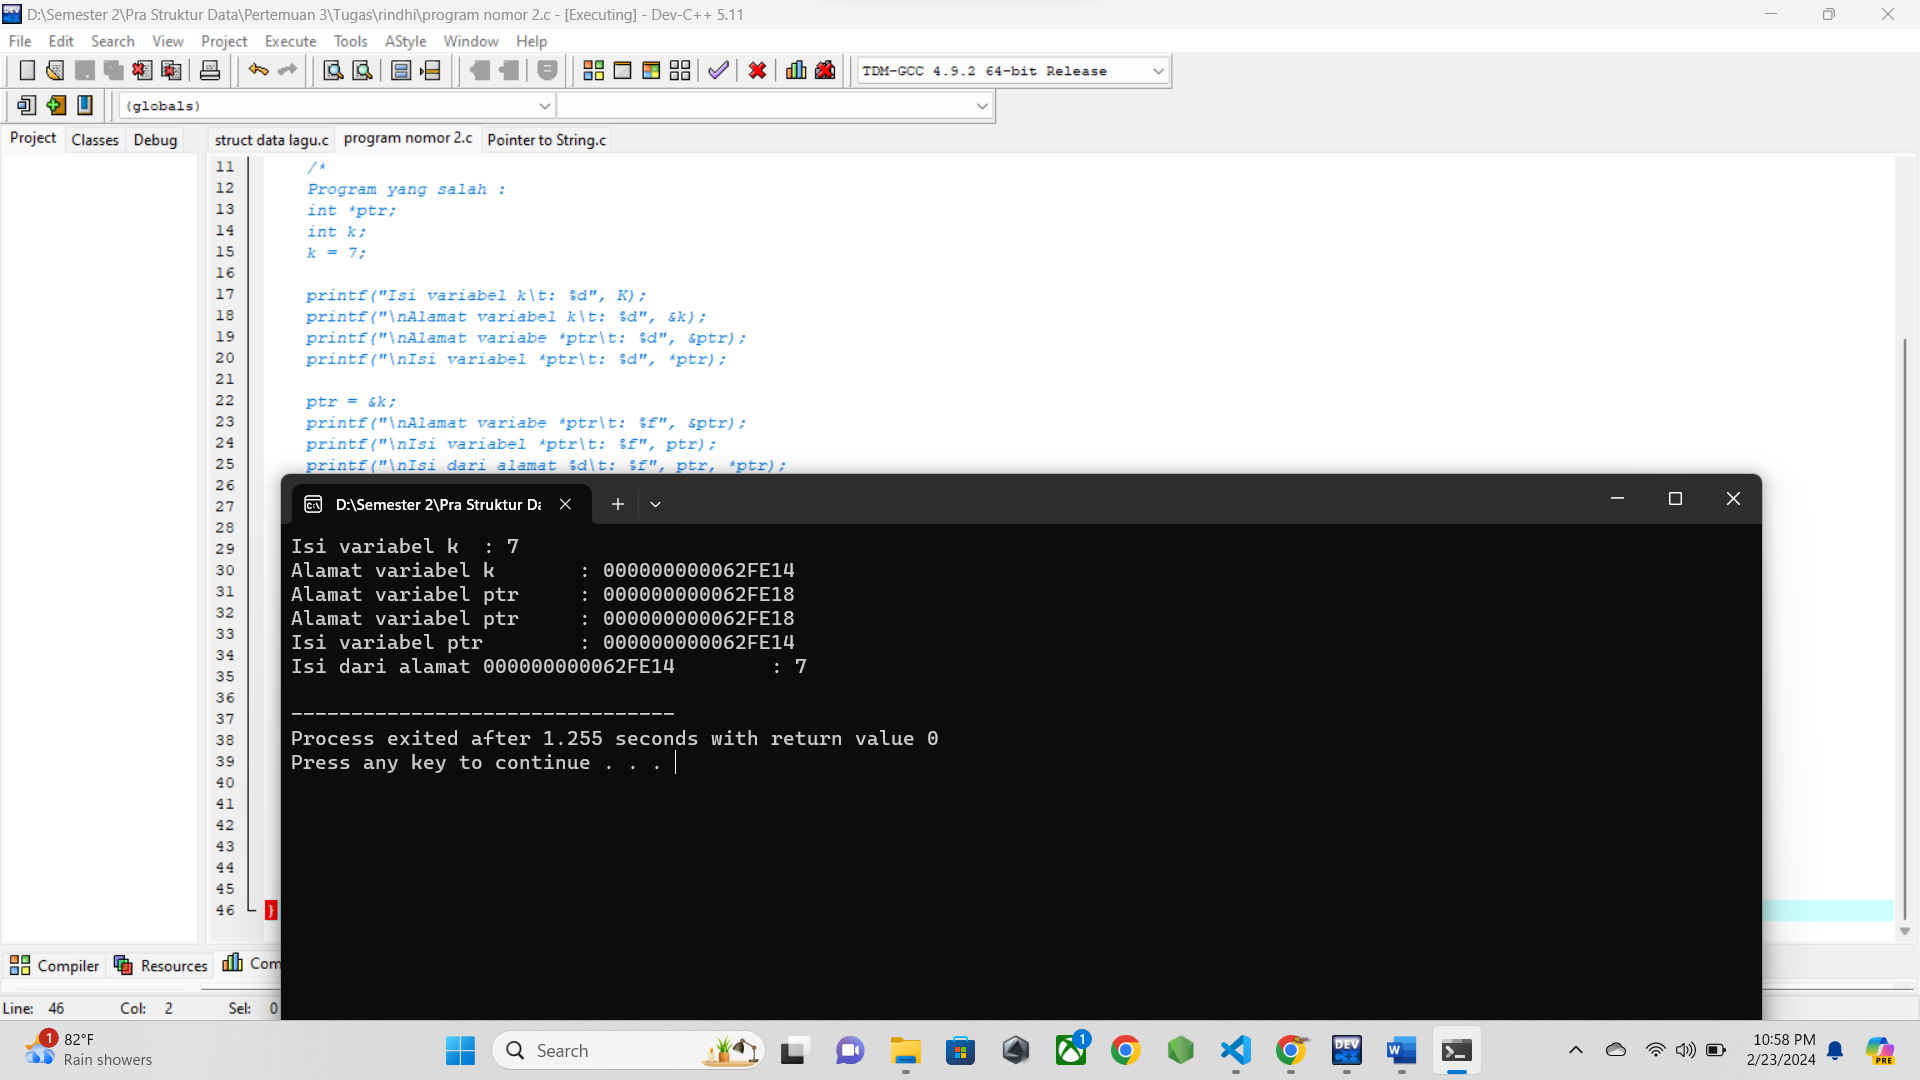 D:\Semester 2\Pra Struktur Data\Pertemuan 3\Tugas\rindhi\program nomor 2.c - [Executing] - Dev-C++ 5.11
File Edit Search View Project Execute Tools AStyle Window Help
TDM-GCC 4.9.2 64-bit Release
(globals)
Project Classes Debug
struct data lagu.c program nomor 2.c Pointer to String.c
11 /*
12 Program yang salah :
13 int *ptr;
14 int k;
15 k = 7;
16
17 printf("Isi variabel k\t: %d", K);
18 printf("\nAlamat variabel k\t: %d", &k);
19 printf("\nAlamat variabe *ptr\t: %d", &ptr);
20 printf("\nIsi variabel *ptr\t: %d", *ptr);
21
22 ptr = &k;
23 printf("\nAlamat variabe *ptr\t: %f", &ptr);
24 printf("\nIsi variabel *ptr\t: %f", ptr);
25 printf("\nIsi dari alamat %d\t: %f", ptr, *ptr);
26
27
28
29
30
31
32
33
34
35
36
37
38
39
40
41
42
43
44
45
46 }
D:\Semester 2\Pra Struktur Da
Isi variabel k : 7
Alamat variabel k : 000000000062FE14
Alamat variabel ptr : 000000000062FE18
Alamat variabel ptr : 000000000062FE18
Isi variabel ptr : 000000000062FE14
Isi dari alamat 000000000062FE14 : 7
--------------------------------
Process exited after 1.255 seconds with return value 0
Press any key to continue . . .
Compiler Resources Com
Line: 46 Col: 2 Sel: 0
1
82°F
Rain showers
Search
1
DEV C++
PRE
10:58 PM
2/23/2024